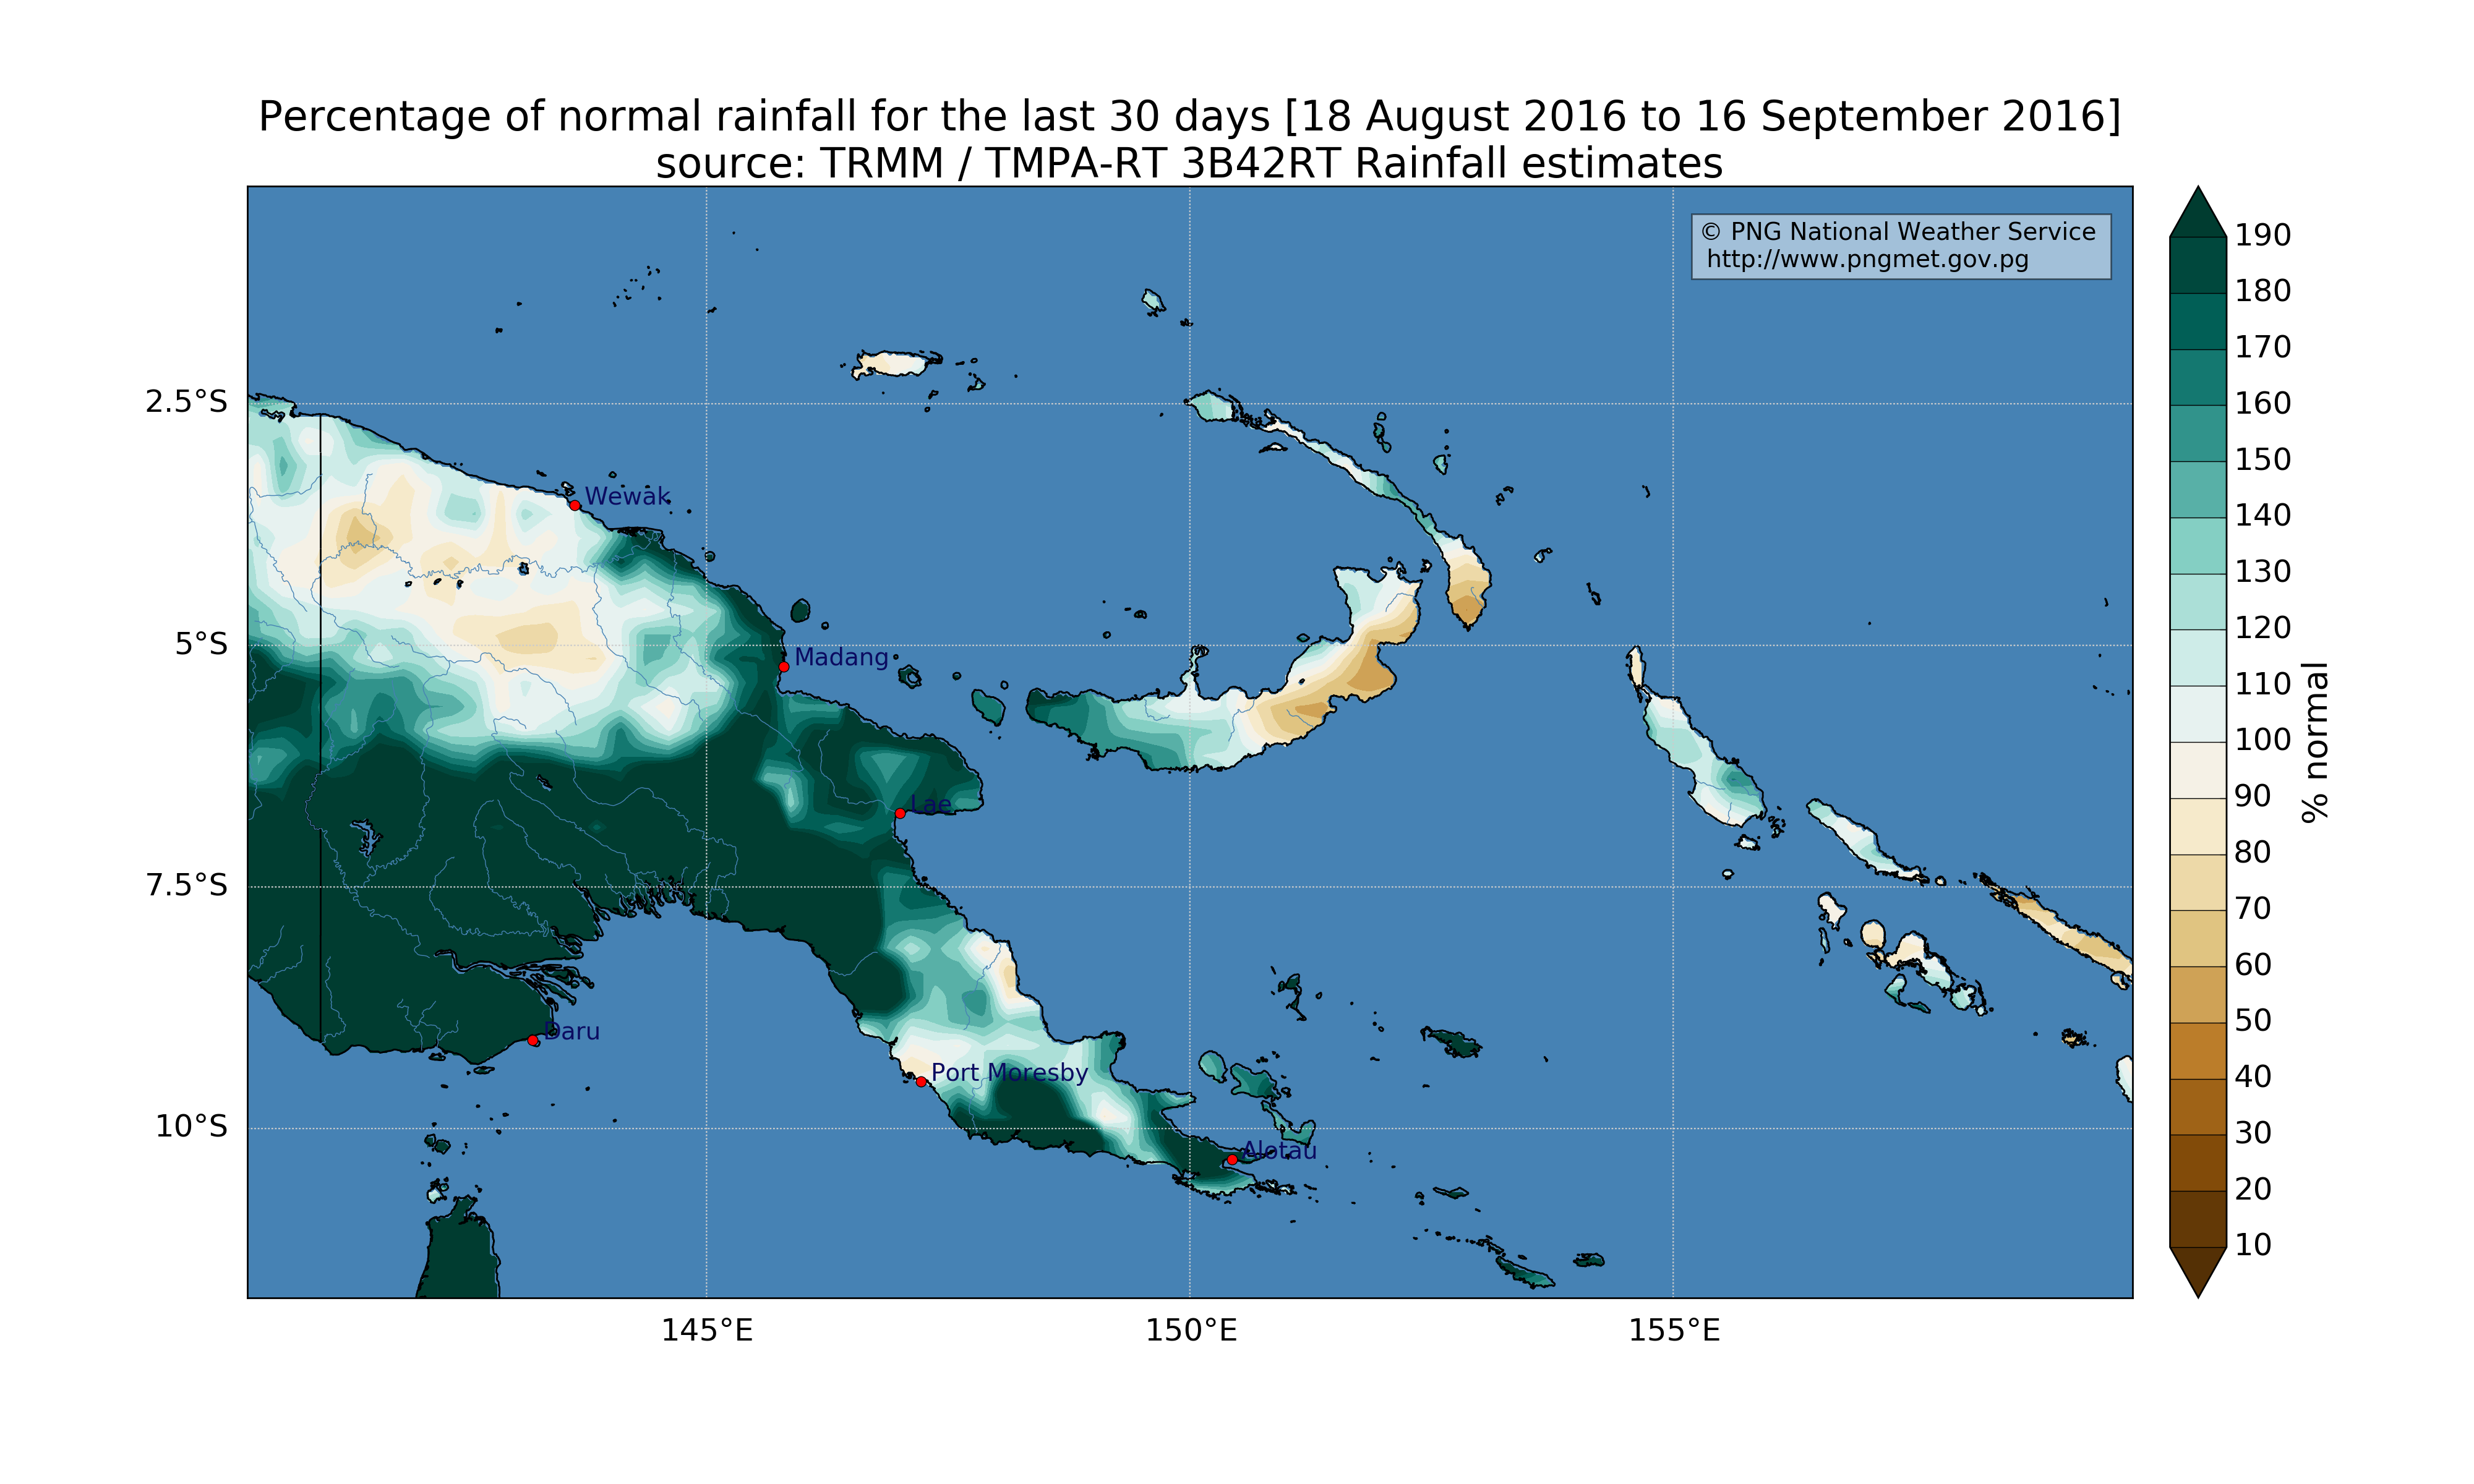 Percentage of normal rainfall for the last 30 days [18 August 2016 to 16 September 2016]
source: TRMM / TMPA-RT 3B42RT Rainfall estimates
© PNG National Weather Service
http://www.pngmet.gov.pg
2.5°S
5°S
7.5°S
10°S
145°E
150°E
155°E
Wewak
Madang
Lae
Daru
Port Moresby
Alotau
190
180
170
160
150
140
130
120
110
100
90
80
70
60
50
40
30
20
10
% normal